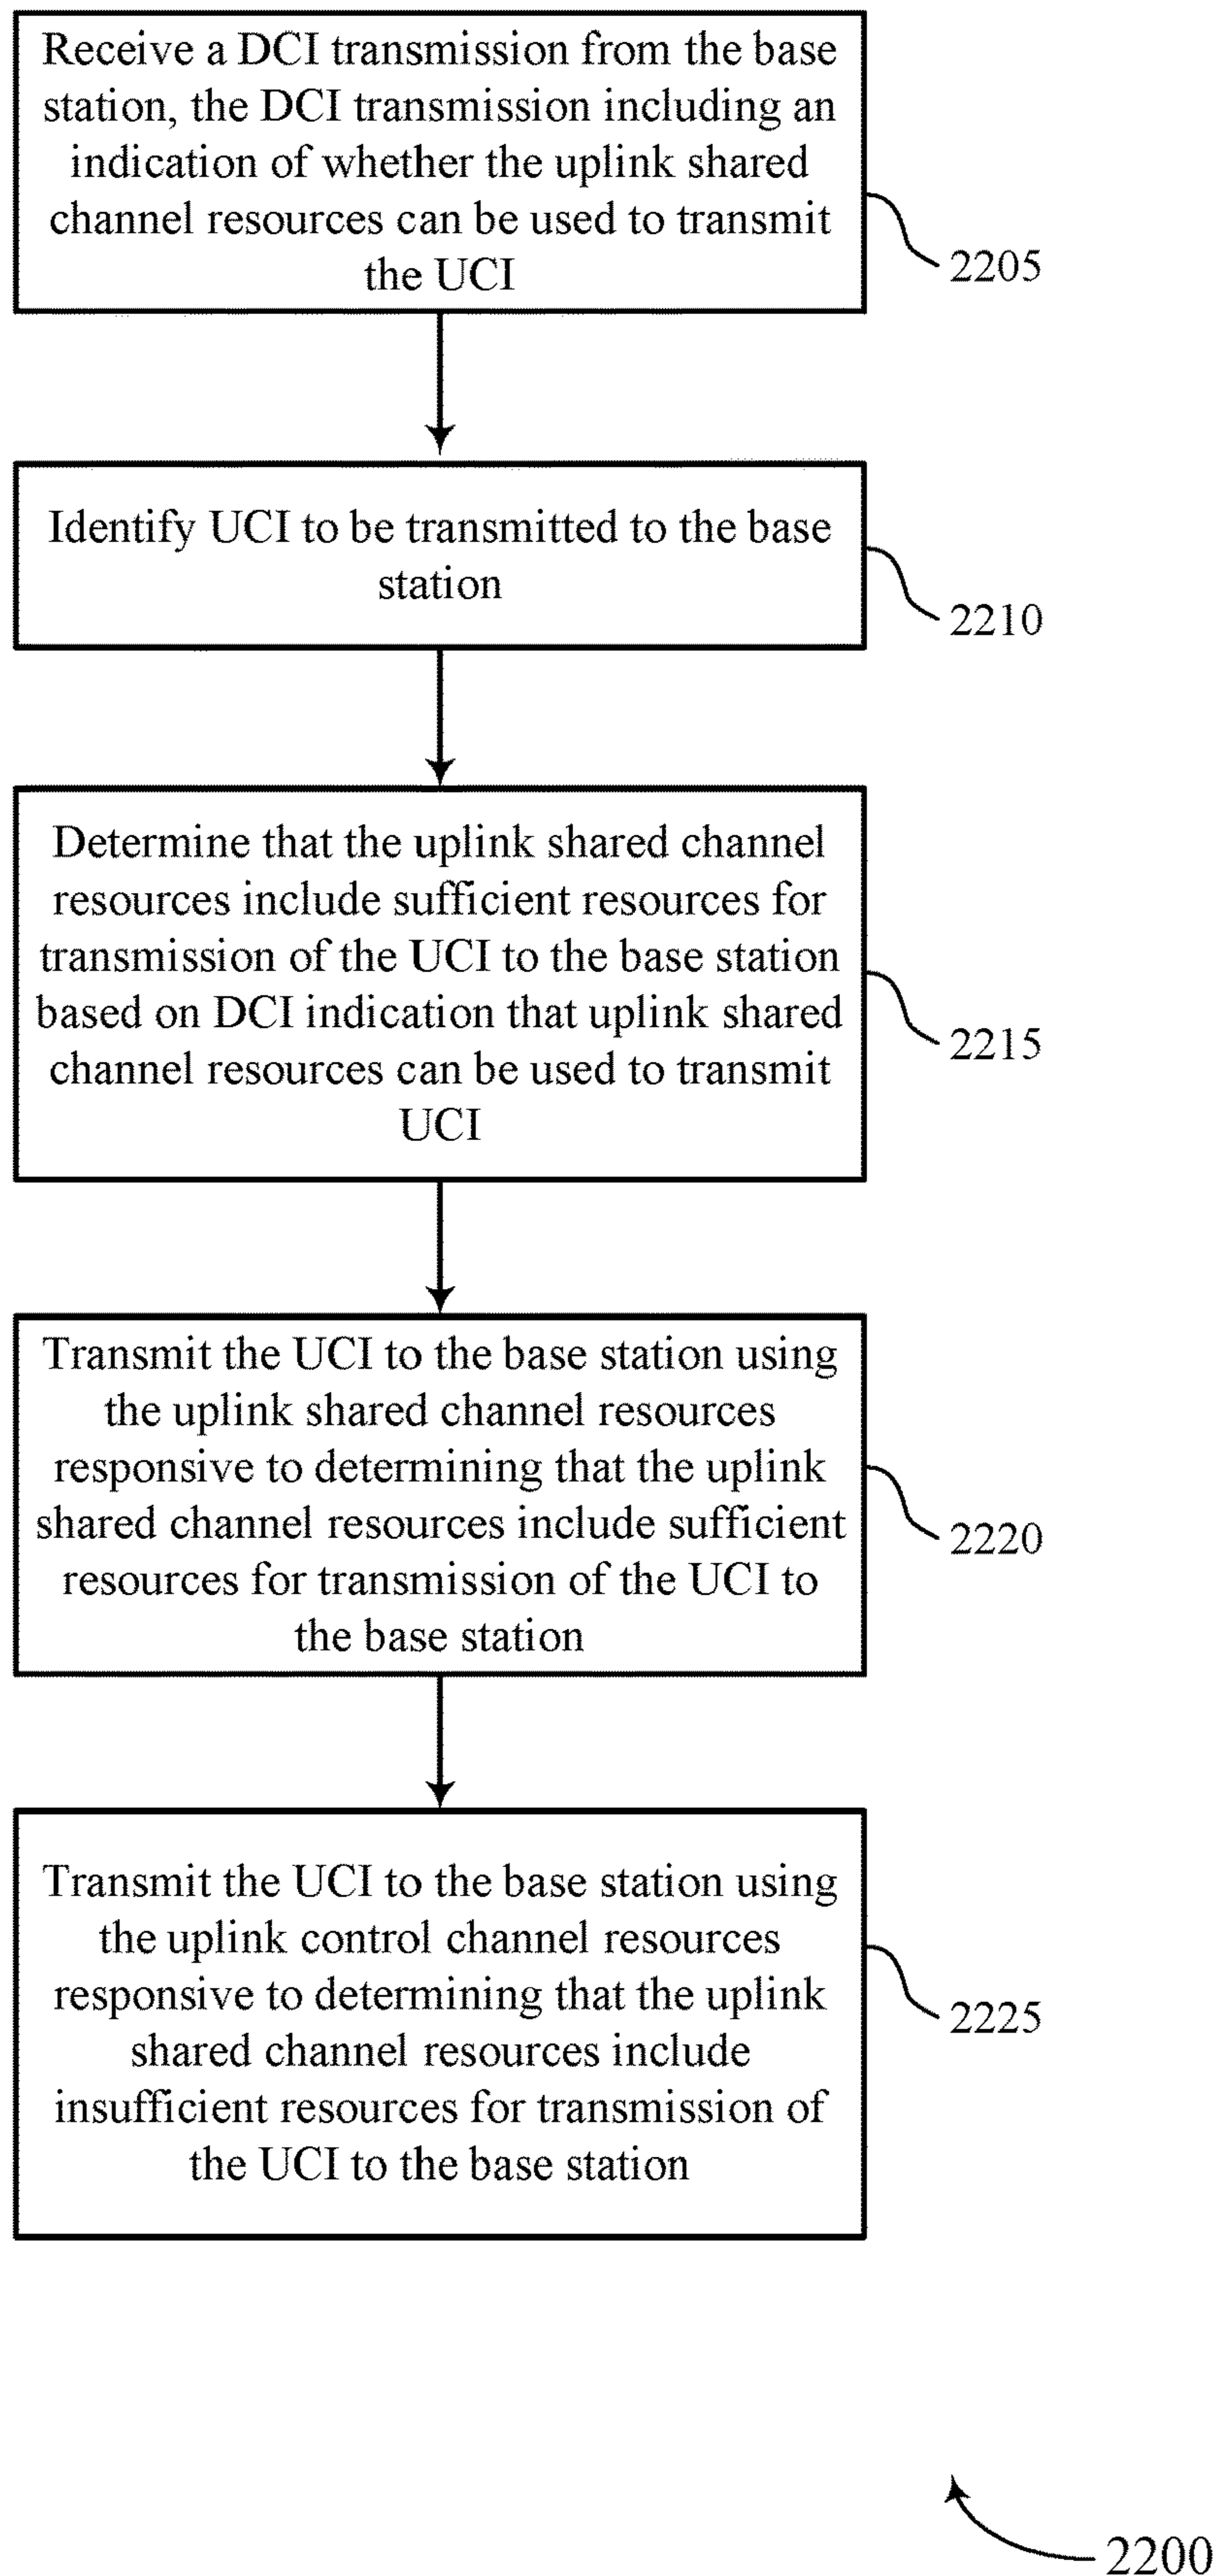 Receive a DCI transmission from the base
station, the DCI transmission including an
indication of whether the uplink shared
channel resources can be used to transmit
the UCI
2205
Identify UCI to be transmitted to the base
station
2210
Determine that the uplink shared channel
resources include sufficient resources for
transmission of the UCI to the base station
based on DCI indication that uplink shared
channel resources can be used to transmit
UCI
2215
Transmit the UCI to the base station using
the uplink shared channel resources
responsive to determining that the uplink
shared channel resources include sufficient
resources for transmission of the UCI to
the base station
2220
Transmit the UCI to the base station using
the uplink control channel resources
responsive to determining that the uplink
shared channel resources include
insufficient resources for transmission of
the UCI to the base station
2225
2200